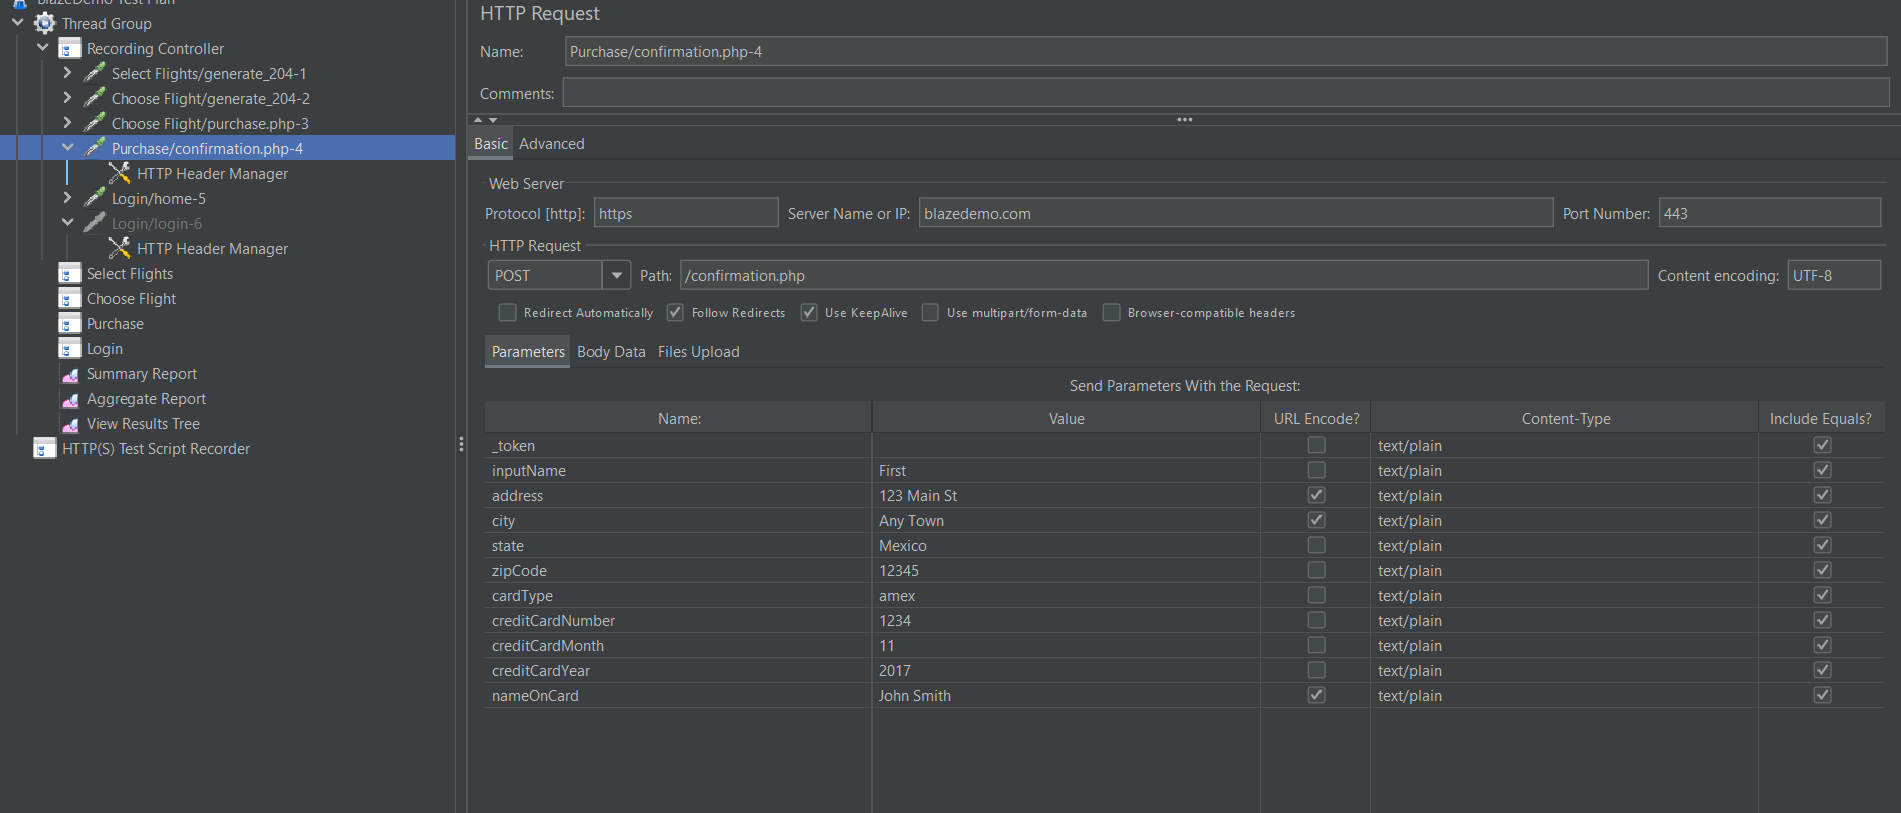 BlazeDemo Test Plan
Thread Group
Recording Controller
Select Flights/generate_204-1
Choose Flight/generate_204-2
Choose Flight/purchase.php-3
Purchase/confirmation.php-4
HTTP Header Manager
Login/home-5
Login/login-6
HTTP Header Manager
Select Flights
Choose Flight
Purchase
Login
Summary Report
Aggregate Report
View Results Tree
HTTP(S) Test Script Recorder
HTTP Request
Name: Purchase/confirmation.php-4
Comments:
Basic Advanced
Web Server
Protocol [http]: https Server Name or IP: blazedemo.com Port Number: 443
HTTP Request
POST Path: /confirmation.php Content encoding: UTF-8
Redirect Automatically Follow Redirects Use KeepAlive Use multipart/form-data Browser-compatible headers
Parameters Body Data Files Upload
Send Parameters With the Request:
Name: Value URL Encode? Content-Type Include Equals?
_token text/plain
inputName First text/plain
address 123 Main St text/plain
city Any Town text/plain
state Mexico text/plain
zipCode 12345 text/plain
cardType amex text/plain
creditCardNumber 1234 text/plain
creditCardMonth 11 text/plain
creditCardYear 2017 text/plain
nameOnCard John Smith text/plain